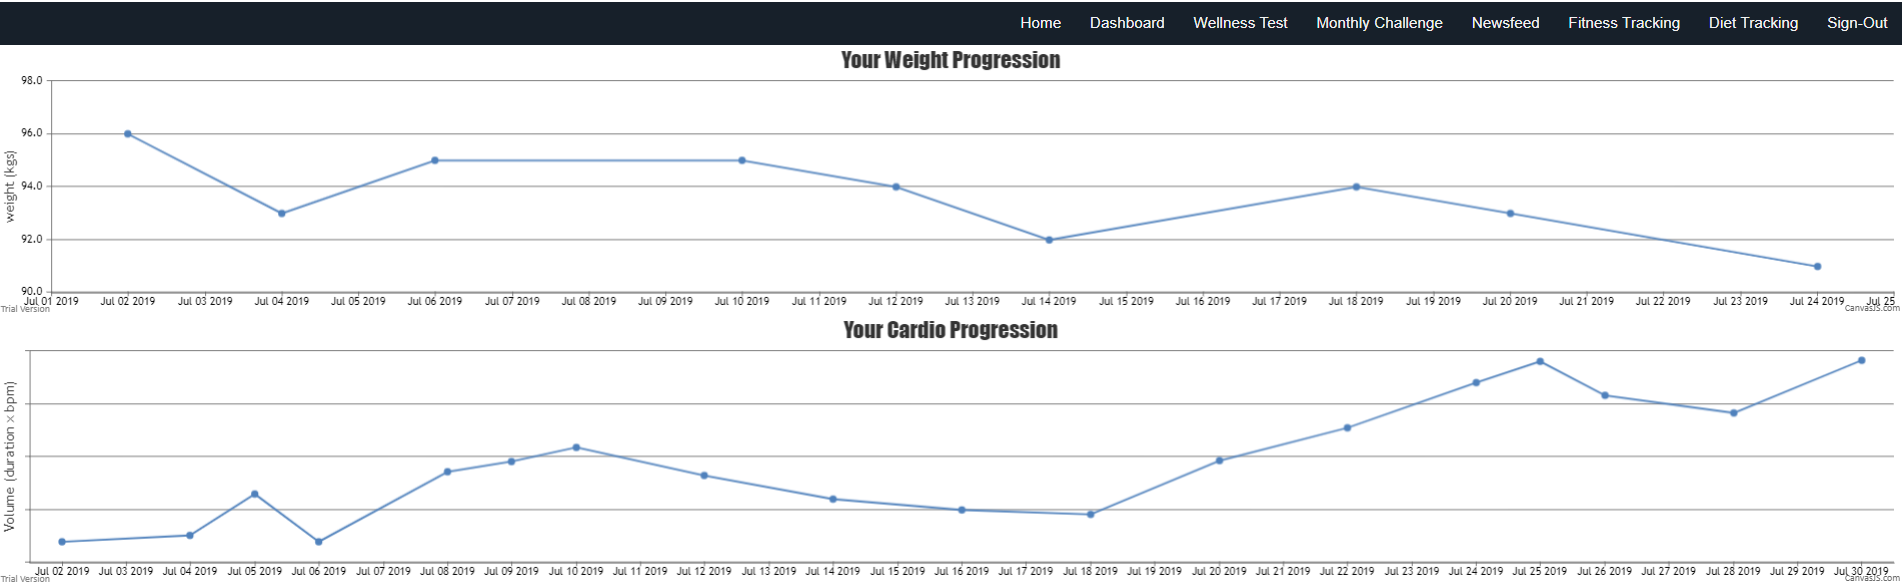 Home Dashboard Wellness Test Monthly Challenge Newsfeed Fitness Tracking Diet Tracking Sign-Out
Your Weight Progression
98.0
96.0
94.0
92.0
90.0
weight (kgs)
Jul 01 2019 Jul 02 2019 Jul 03 2019 Jul 04 2019 Jul 05 2019 Jul 06 2019 Jul 07 2019 Jul 08 2019 Jul 09 2019 Jul 10 2019 Jul 11 2019 Jul 12 2019 Jul 13 2019 Jul 14 2019 Jul 15 2019 Jul 16 2019 Jul 17 2019 Jul 18 2019 Jul 19 2019 Jul 20 2019 Jul 21 2019 Jul 22 2019 Jul 23 2019 Jul 24 2019 Jul 25
Trial Version CanvasJS.com
Your Cardio Progression
Volume (duration × bpm)
Jul 02 2019 Jul 03 2019 Jul 04 2019 Jul 05 2019 Jul 06 2019 Jul 07 2019 Jul 08 2019 Jul 09 2019 Jul 10 2019 Jul 11 2019 Jul 12 2019 Jul 13 2019 Jul 14 2019 Jul 15 2019 Jul 16 2019 Jul 17 2019 Jul 18 2019 Jul 19 2019 Jul 20 2019 Jul 21 2019 Jul 22 2019 Jul 23 2019 Jul 24 2019 Jul 25 2019 Jul 26 2019 Jul 27 2019 Jul 28 2019 Jul 29 2019 Jul 30 2019
Trial Version CanvasJS.com